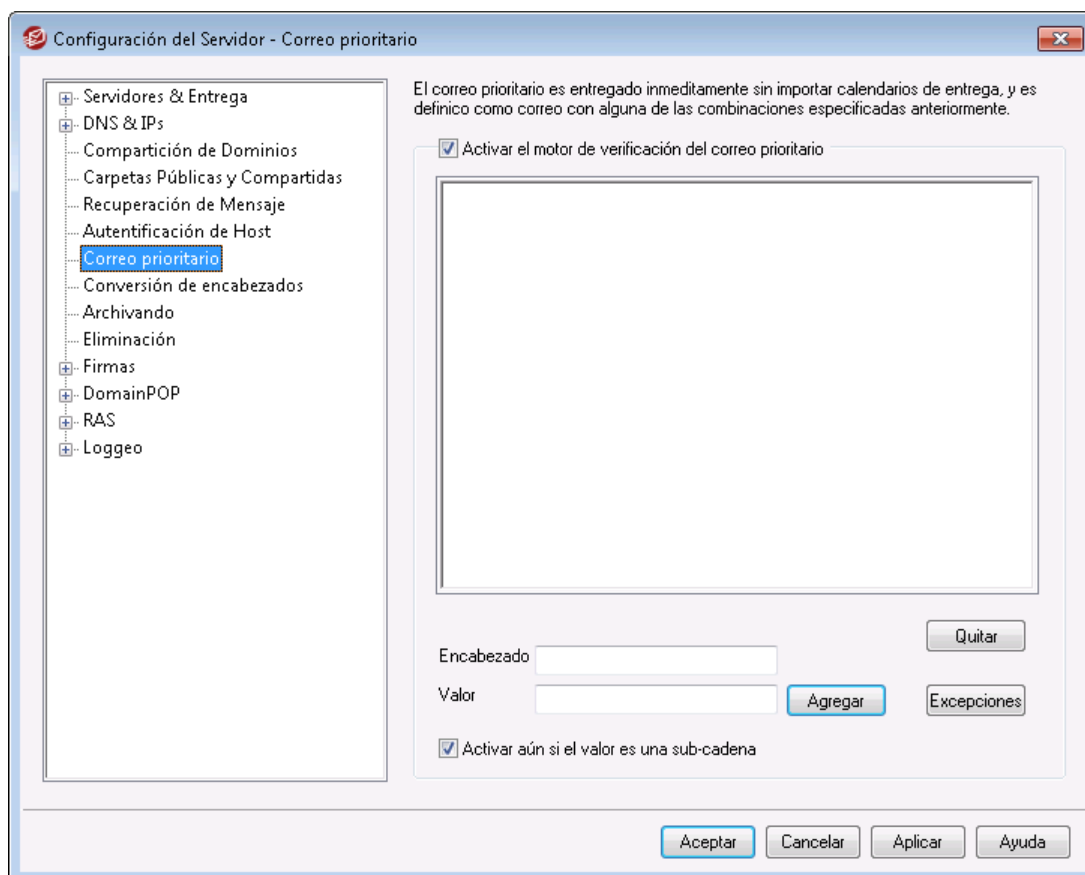 Configuración del Servidor - Correo prioritario
Servidores & Entrega
DNS & IPs
Compartición de Dominios
Carpetas Públicas y Compartidas
Recuperación de Mensaje
Autentificación de Host
Correo prioritario
Conversión de encabezados
Archivando
Eliminación
Firmas
DomainPOP
RAS
Loggeo
El correo prioritario es entregado inmeditamente sin importar calendarios de entrega, y es
definico como correo con alguna de las combinaciones especificadas anteriormente.
Activar el motor de verificación del correo prioritario
Quitar
Encabezado
Valor
Agregar
Excepciones
Activar aún si el valor es una sub-cadena
Aceptar
Cancelar
Aplicar
Ayuda